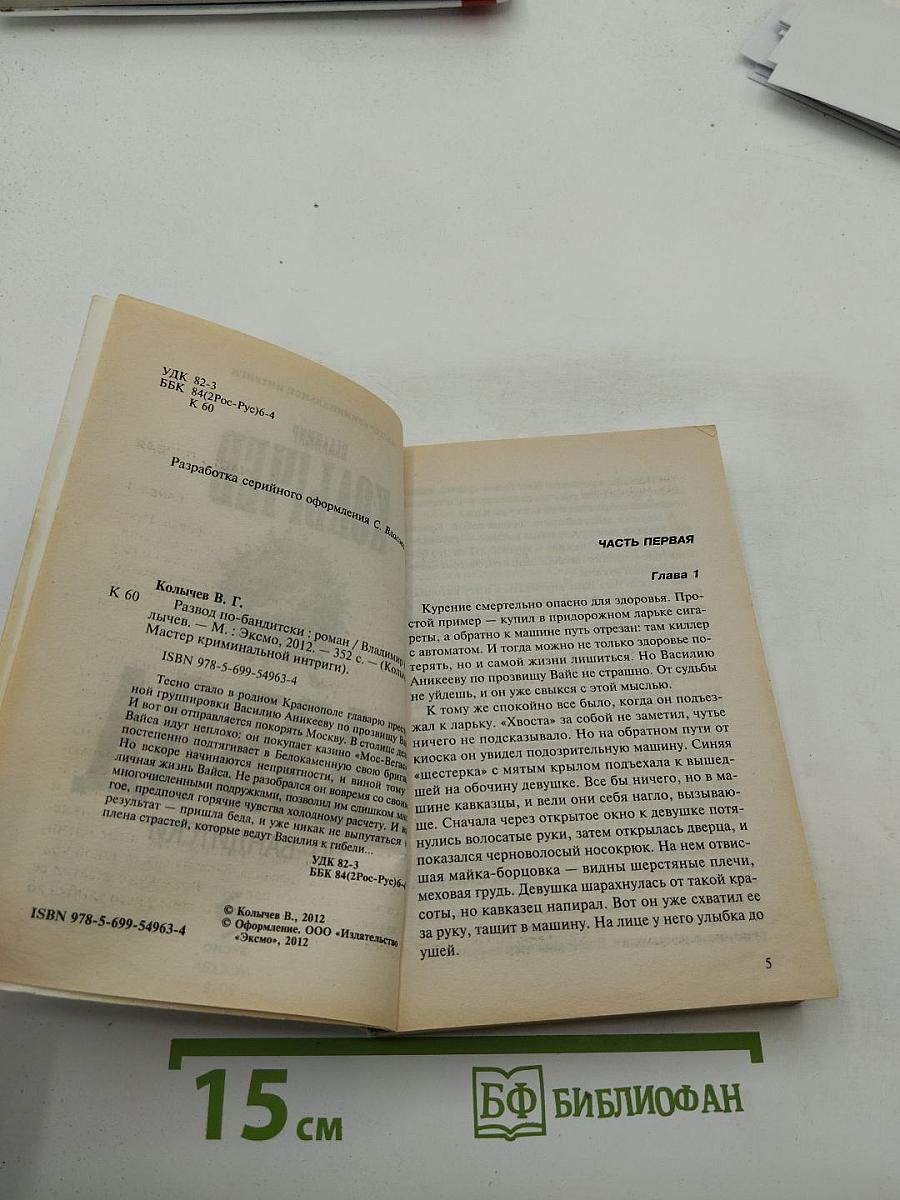 УДК 82-3
ББК 84(2Рос-Рус)6-4
К 60
Разработка серийного оформления С.
Колычев В. Г.
К 60 Развод по-бандитски : роман / Владимир
лычев. — М. : Эксмо, 2012. — 352 с. — (Колы
Мастер криминальной интриги).
ISBN 978-5-699-54963-4
Тесно стало в родном Краснополе главарю прест
ной группировки Василию Аникееву по прозвищу Ва
И вот он отправляется покорять Москву. В столице де
Вайса идут неплохо: он покупает казино «Мос-Вегас
постепенно подтягивает в Белокаменную свою брига
Но вскоре начинаются неприятности, и виной тому
личная жизнь Вайса. Не разобрался он вовремя со свои
многочисленными подружками, позволил им слишком мн
гое, предпочел горячие чувства холодному расчету. И в
результат — пришла беда, и уже никак не выпутаться
плена страстей, которые ведут Василия к гибели...
УДК 82-3
ББК 84(2Рос-Рус)6-4
© Колычев В., 2012
© Оформление. ООО «Издательство
«Эксмо», 2012
ISBN 978-5-699-54963-4
ЧАСТЬ ПЕРВАЯ
Глава 1
Курение смертельно опасно для здоровья. Про-
стой пример — купил в придорожном ларьке сига-
реты, а обратно к машине путь отрезан: там киллер
с автоматом. И тогда можно не только здоровье по-
терять, но и самой жизни лишиться. Но Василию
Аникееву по прозвищу Вайс не страшно. От судьбы
не уйдешь, и он уже свыкся с этой мыслью.
К тому же спокойно все было, когда он подъез-
жал к ларьку. «Хвоста» за собой не заметил, чутье
ничего не подсказывало. Но на обратном пути от
киоска он увидел подозрительную машину. Синяя
«шестерка» с мятым крылом подъехала к вышед-
шей на обочину девушке. Все бы ничего, но в ма-
шине кавказцы, и вели они себя нагло, вызываю-
ще. Сначала через открытое окно к девушке потя-
нулись волосатые руки, затем открылась дверца, и
показался черноволосый носокрюк. На нем отвис-
шая майка-борцовка — видны шерстяные плечи,
меховая грудь. Девушка шарахнулась от такой кра-
соты, но кавказец напирал. Вот он уже схватил ее
за руку, тащит в машину. На лице у него улыбка до
ушей.
5
15 см
БФ БИБЛИОФАН